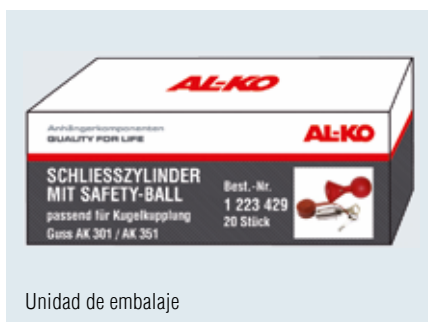 AL-KO
Anhängerkomponenten
QUALITY FOR LIFE
AL-KO
SCHLIESSZYLINDER
MIT SAFETY-BALL
passend für Kugelkupplung
Guss AK 301 / AK 351
Best.-Nr.
1 223 429
20 Stück
Unidad de embalaje